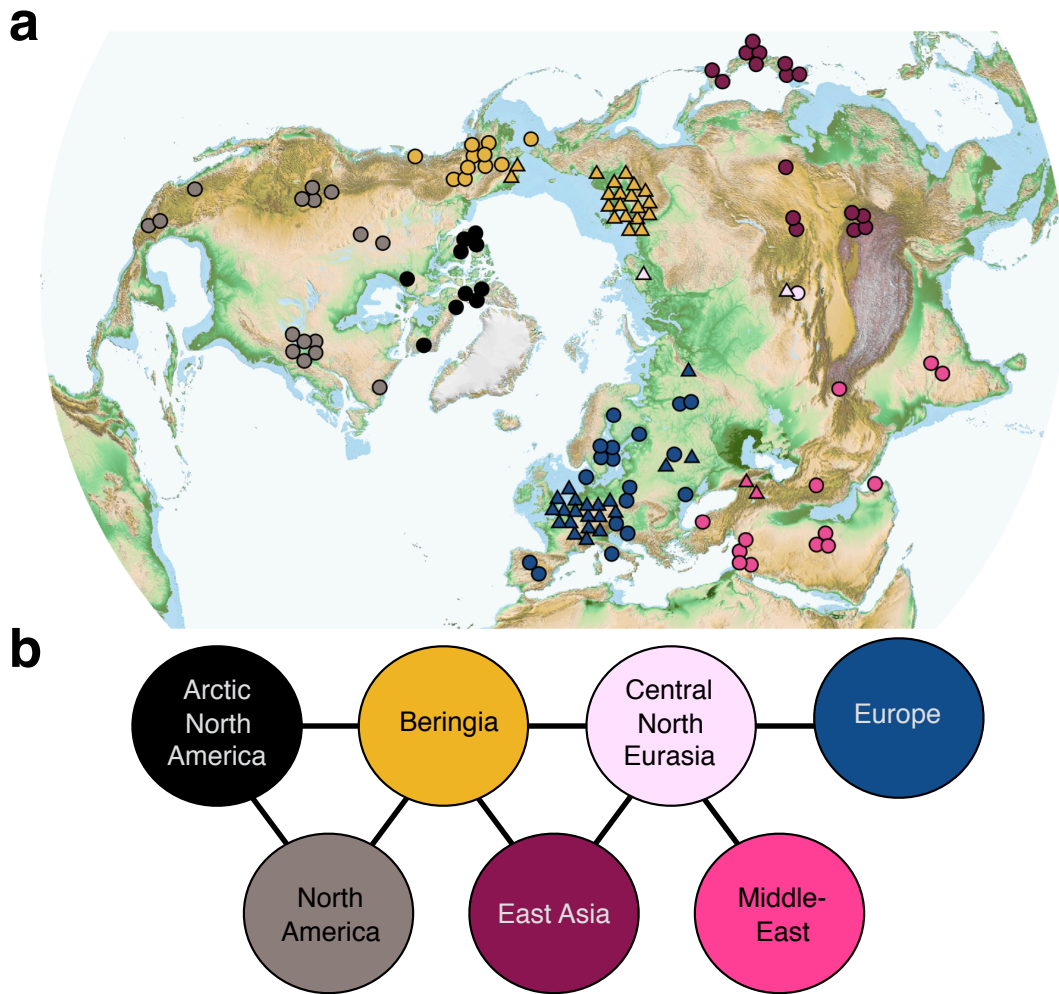 a
b
Arctic
North
America
Beringia
Central
North
Eurasia
Europe
North
America
East Asia
Middle-
East